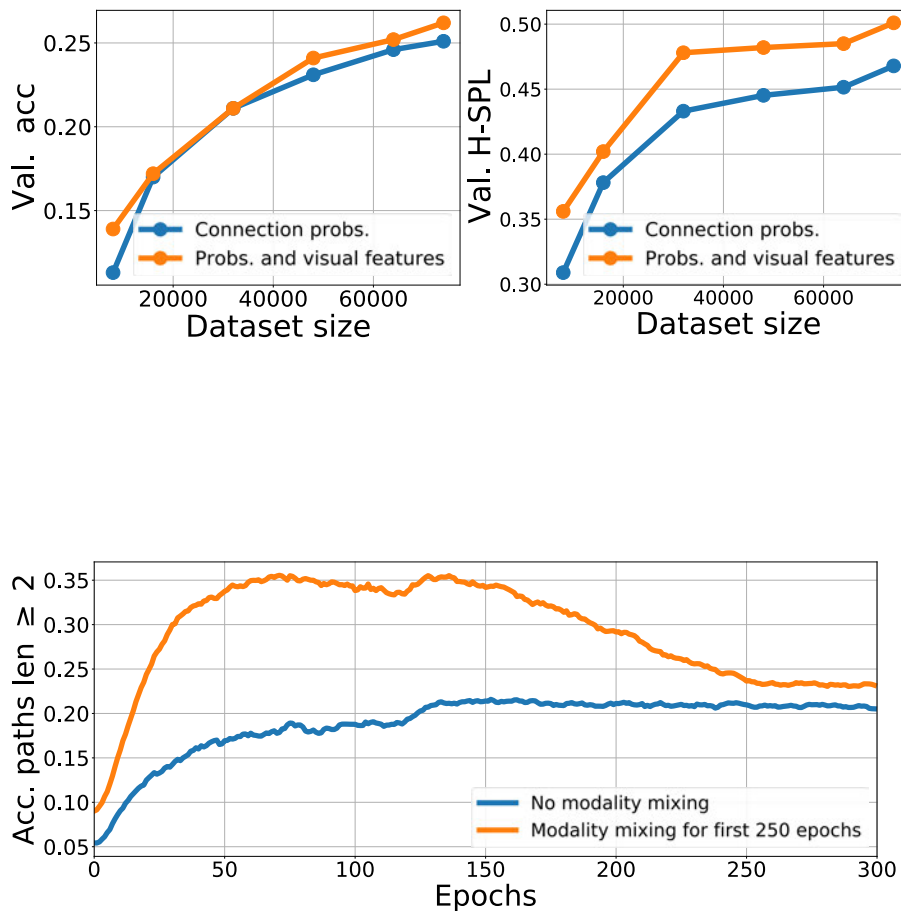 0.25
0.20
0.15
Val. acc
Connection probs.
Probs. and visual features
20000 40000 60000
Dataset size
0.50
0.45
0.40
0.35
0.30
Val. H-SPL
Connection probs.
Probs. and visual features
20000 40000 60000
Dataset size
0.35
0.30
0.25
0.20
0.15
0.10
0.05
Acc. paths len ≥ 2
No modality mixing
Modality mixing for first 250 epochs
0 50 100 150 200 250 300
Epochs